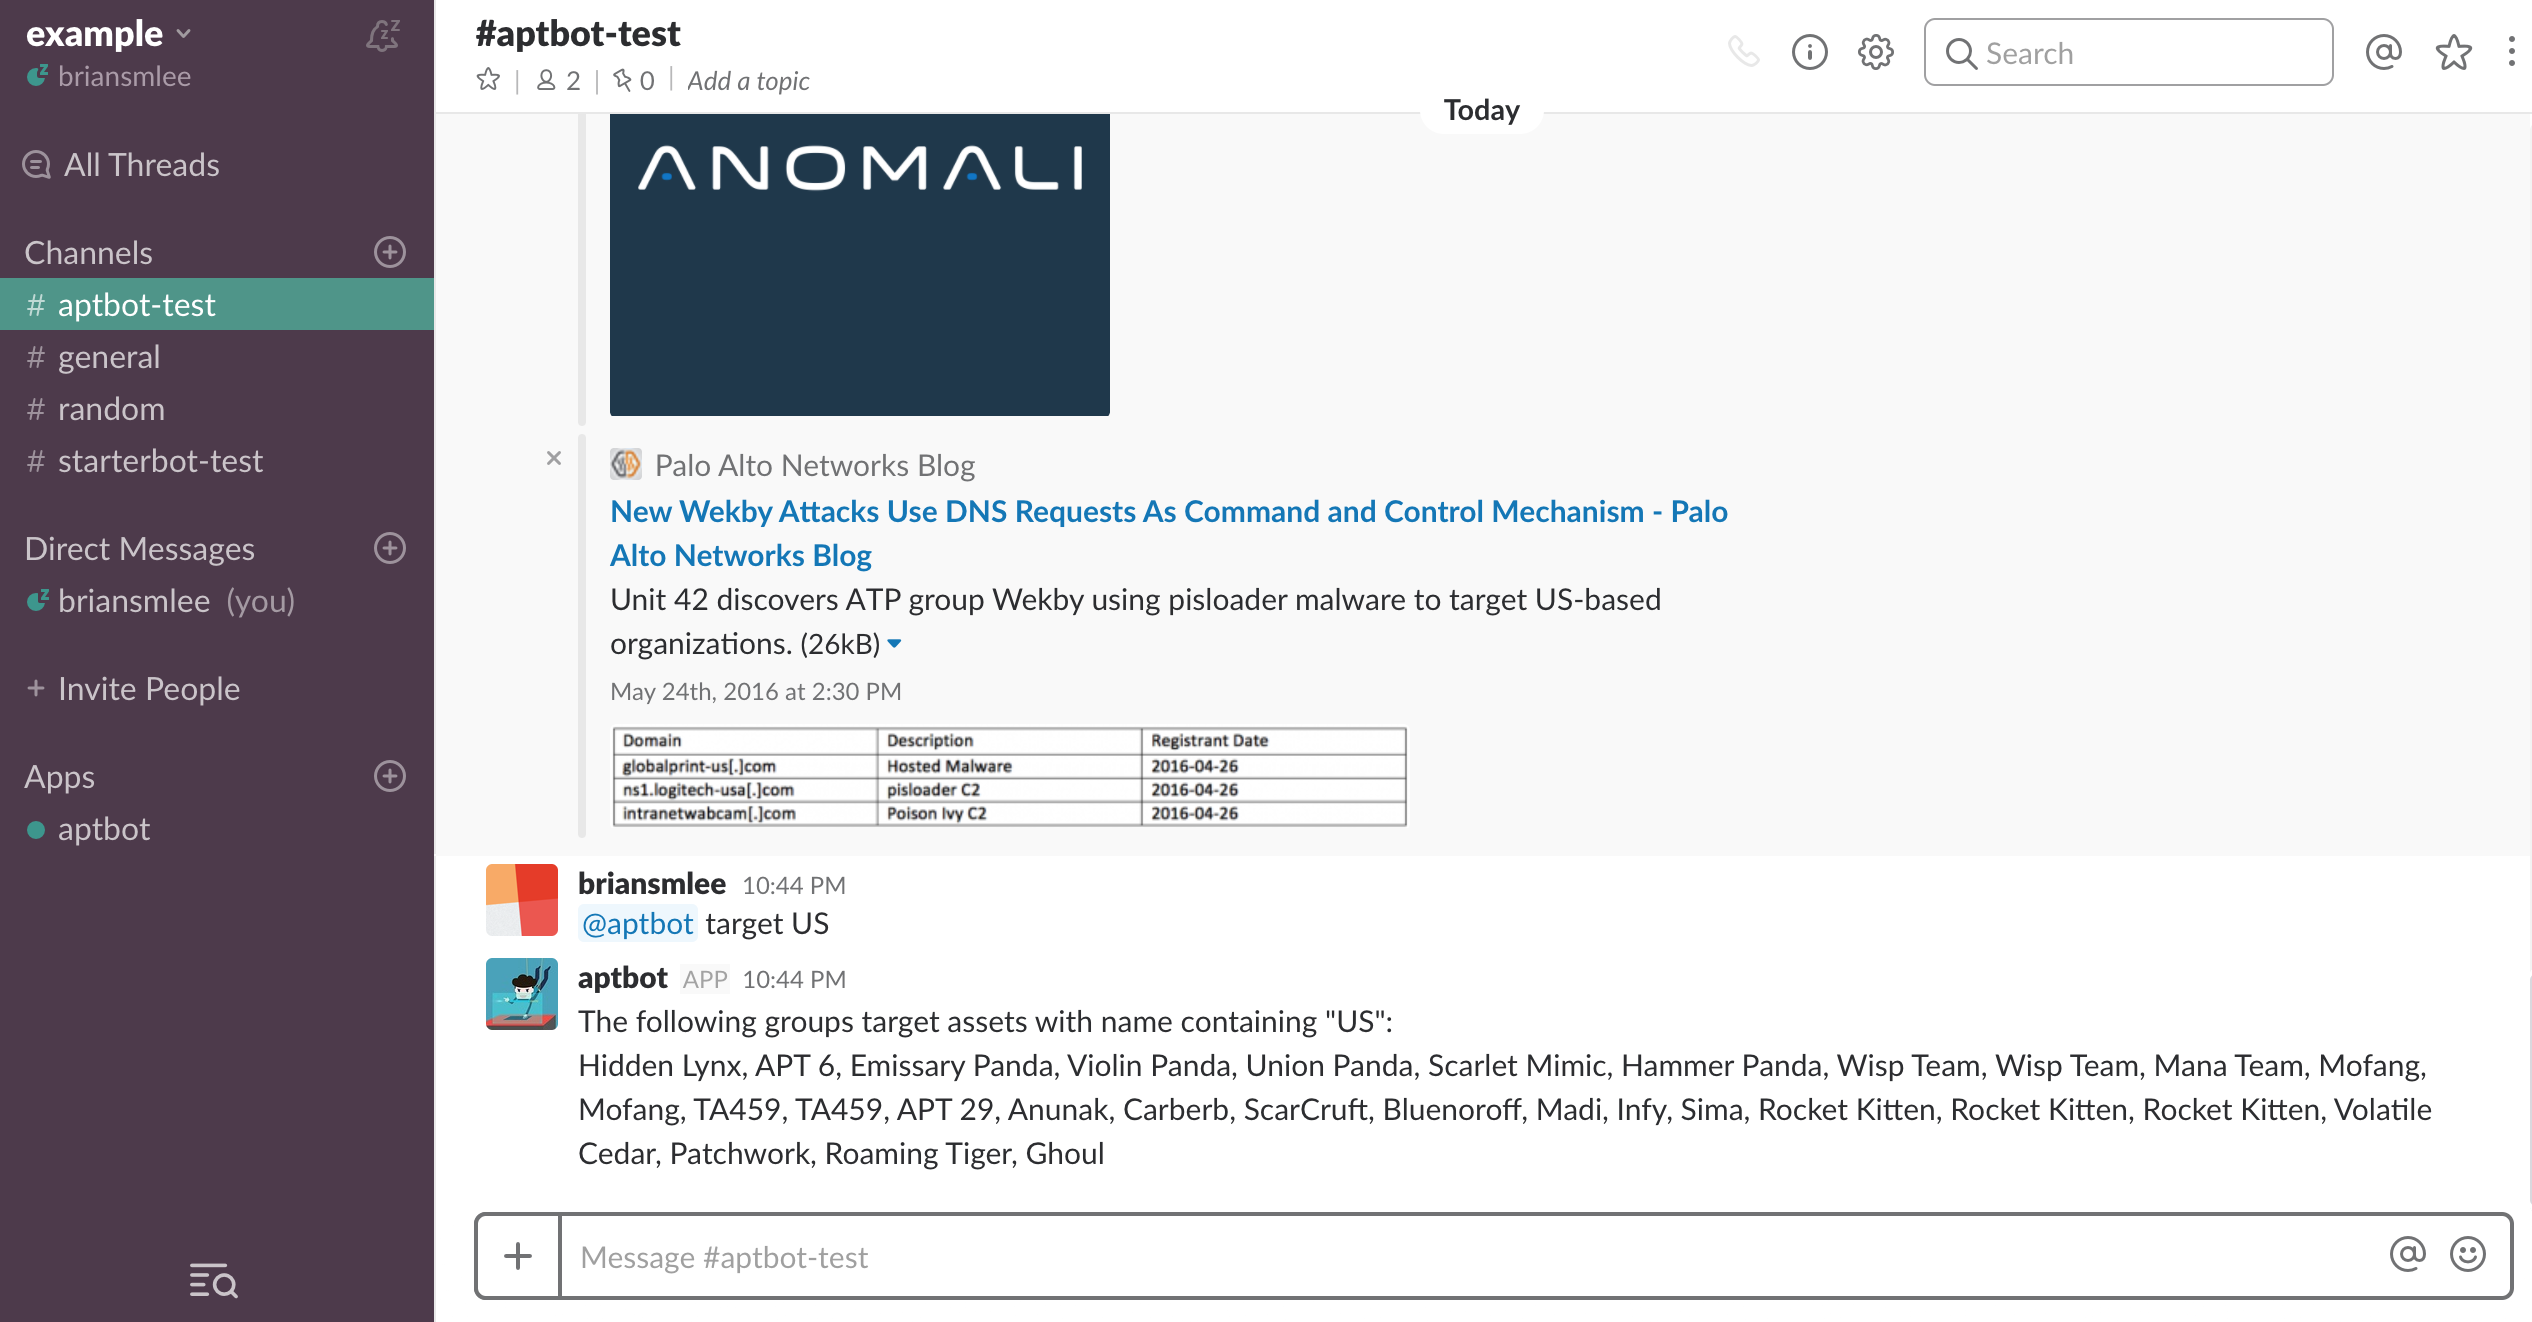 example
briansmlee
All Threads
Channels
# aptbot-test
# general
# random
# starterbot-test
Direct Messages
briansmlee (you)
+ Invite People
Apps
aptbot
#aptbot-test
2
0
Add a topic
Search
Today
ANOMALI
Palo Alto Networks Blog
New Wekby Attacks Use DNS Requests As Command and Control Mechanism - Palo
Alto Networks Blog
Unit 42 discovers ATP group Wekby using pisloader malware to target US-based
organizations. (26kB)
May 24th, 2016 at 2:30 PM
Domain Description Registrant Date
globalprint-us[.]com Hosted Malware 2016-04-26
ns1.logitech-usa[.]com pisloader C2 2016-04-26
intranetwabcam[.]com Poison Ivy C2 2016-04-26
briansmlee 10:44 PM
@aptbot target US
aptbot APP 10:44 PM
The following groups target assets with name containing "US":
Hidden Lynx, APT 6, Emissary Panda, Violin Panda, Union Panda, Scarlet Mimic, Hammer Panda, Wisp Team, Wisp Team, Mana Team, Mofang,
Mofang, TA459, TA459, APT 29, Anunak, Carberb, ScarCruft, Bluenoroff, Madi, Infy, Sima, Rocket Kitten, Rocket Kitten, Rocket Kitten, Volatile
Cedar, Patchwork, Roaming Tiger, Ghoul
Message #aptbot-test